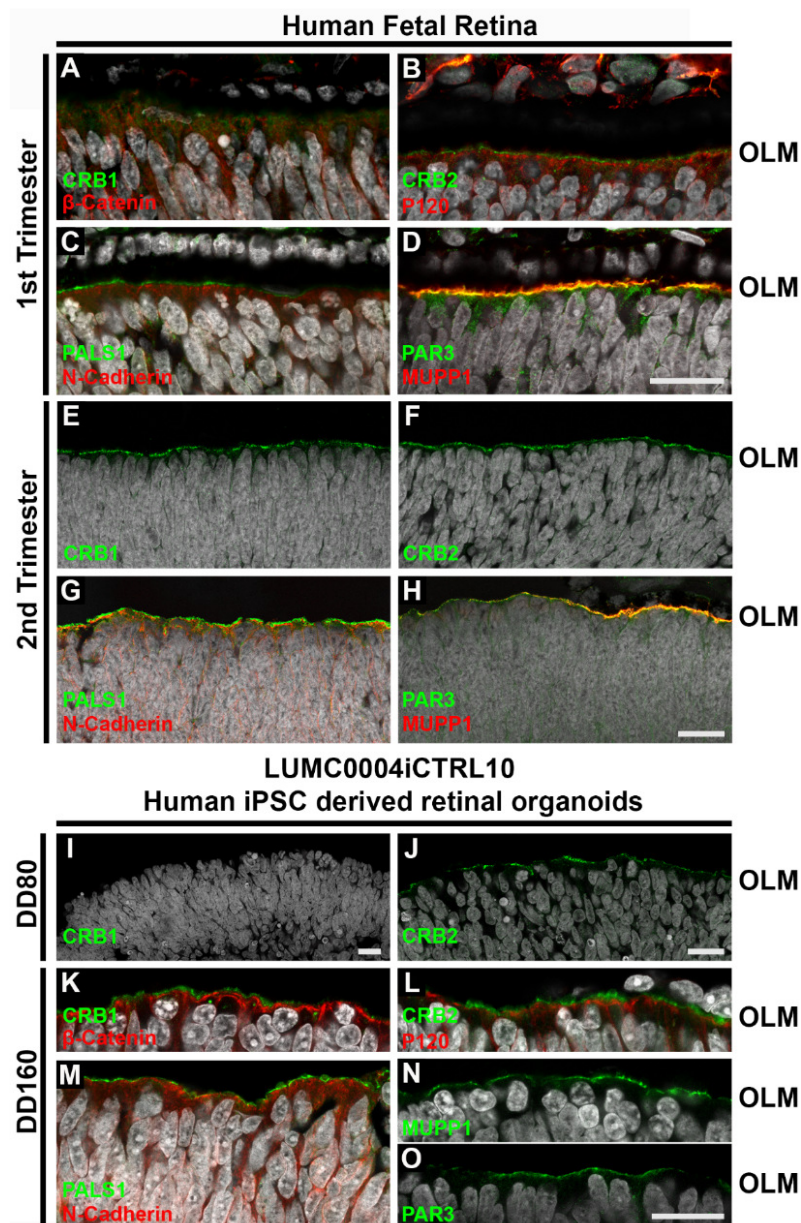 Human Fetal Retina
1st Trimester
A
CRB1
β-Catenin
B
CRB2
P120
OLM
C
PALS1
N-Cadherin
D
PAR3
MUPP1
OLM
2nd Trimester
E
CRB1
F
CRB2
OLM
G
PALS1
N-Cadherin
H
PAR3
MUPP1
OLM
LUMC0004iCTRL10
Human iPSC derived retinal organoids
DD80
I
CRB1
J
CRB2
OLM
DD160
K
CRB1
β-Catenin
L
CRB2
P120
OLM
M
PALS1
N-Cadherin
N
MUPP1
OLM
O
PAR3
OLM